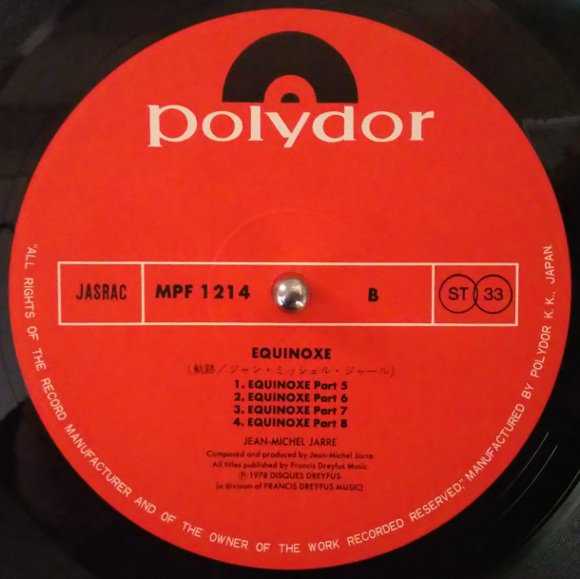 polydor
JASRAC MPF 1214 B ST 33
EQUINOXE
(軌跡/ジャン・ミッシェル・ジャール)
1. EQUINOXE Part 5
2. EQUINOXE Part 6
3. EQUINOXE Part 7
4. EQUINOXE Part 8
JEAN-MICHEL JARRE
Composed and produced by Jean-Michel Jarre
All titles published by Francis Dreyfus Music
Ⓟ 1978 DISQUES DREYFUS
(a division of FRANCIS DREYFUS MUSIC)
"ALL RIGHTS OF THE RECORD MANUFACTURER AND OF THE OWNER OF THE WORK RECORDED RESERVED." MANUFACTURED BY POLYDOR K.K., JAPAN